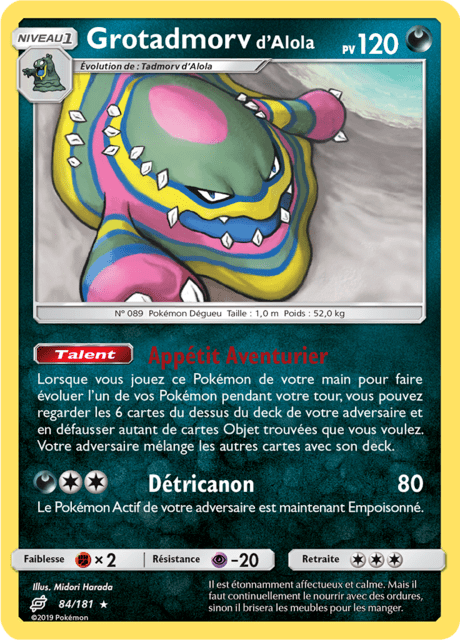 NIVEAU 1
Grotadmorv d'Alola
PV 120
Évolution de : Tadmorv d'Alola
N° 089 Pokémon Dégueu Taille : 1,0 m Poids : 52,0 kg
Talent Appétit Aventurier
Lorsque vous jouez ce Pokémon de votre main pour faire
évoluer l'un de vos Pokémon pendant votre tour, vous pouvez
regarder les 6 cartes du dessus du deck de votre adversaire et
en défausser autant de cartes Objet trouvées que vous voulez.
Votre adversaire mélange les autres cartes avec son deck.
Détricanon 80
Le Pokémon Actif de votre adversaire est maintenant Empoisonné.
Faiblesse ×2 Résistance -20 Retraite
Illus. Midori Harada
84/181 ★
©2019 Pokémon
Il est étonnamment affectueux et calme. Mais il
faut continuellement le nourrir avec des ordures,
sinon il brisera les meubles pour les manger.